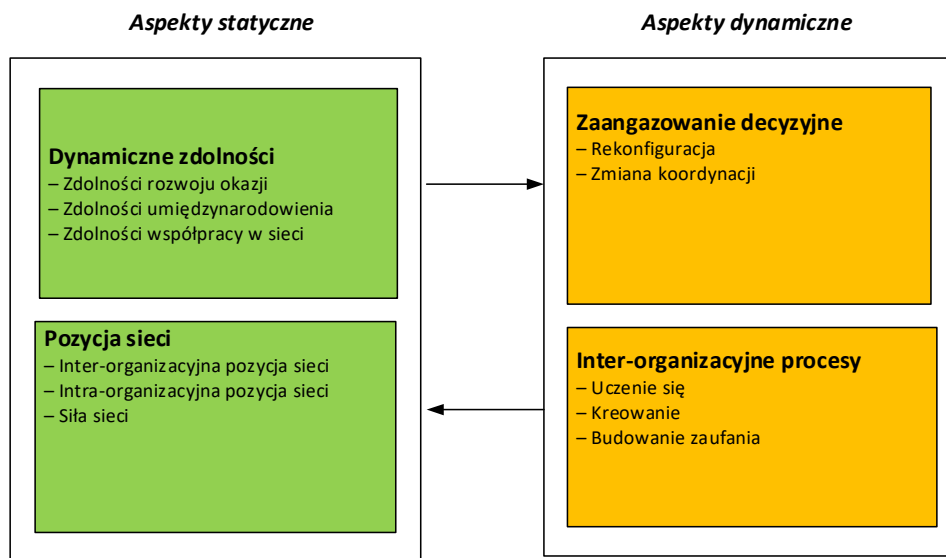 Aspekty statyczne
Aspekty dynamiczne
Dynamiczne zdolności
– Zdolności rozwoju okazji
– Zdolności umiędzynarodowienia
– Zdolności współpracy w sieci
Pozycja sieci
– Inter-organizacyjna pozycja sieci
– Intra-organizacyjna pozycja sieci
– Siła sieci
Zaangazowanie decyzyjne
– Rekonfiguracja
– Zmiana koordynacji
Inter-organizacyjne procesy
– Uczenie się
– Kreowanie
– Budowanie zaufania